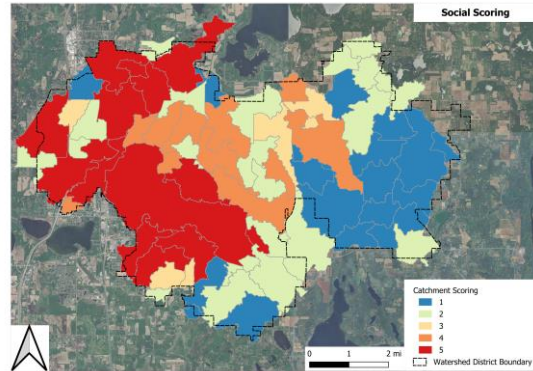 Social Scoring
Catchment Scoring
1
2
3
4
5
Watershed District Boundary
0 1 2 mi